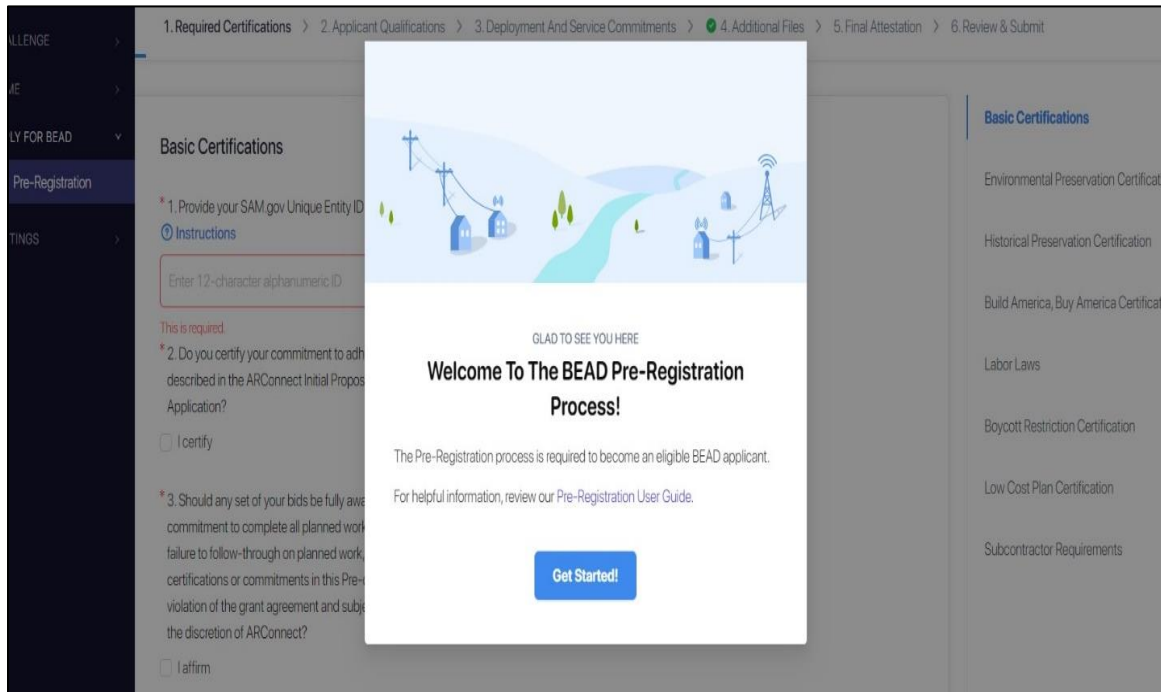 1. Required Certifications > 2. Applicant Qualifications > 3. Deployment And Service Commitments > 4. Additional Files > 5. Final Attestation > 6. Review & Submit
ALLENGE
ME
LY FOR BEAD
Pre-Registration
TTINGS
Basic Certifications
* 1. Provide your SAM.gov Unique Entity ID
Instructions
Enter 12-character alphanumeric ID
This is required.
* 2. Do you certify your commitment to adh
described in the ARConnect Initial Propos
Application?
I certify
* 3. Should any set of your bids be fully awa
commitment to complete all planned work
failure to follow-through on planned work,
certifications or commitments in this Pre-
violation of the grant agreement and subje
the discretion of ARConnect?
I affirm
GLAD TO SEE YOU HERE
Welcome To The BEAD Pre-Registration
Process!
The Pre-Registration process is required to become an eligible BEAD applicant.
For helpful information, review our Pre-Registration User Guide.
Get Started!
Basic Certifications
Environmental Preservation Certificat
Historical Preservation Certification
Build America, Buy America Certificat
Labor Laws
Boycott Restriction Certification
Low Cost Plan Certification
Subcontractor Requirements